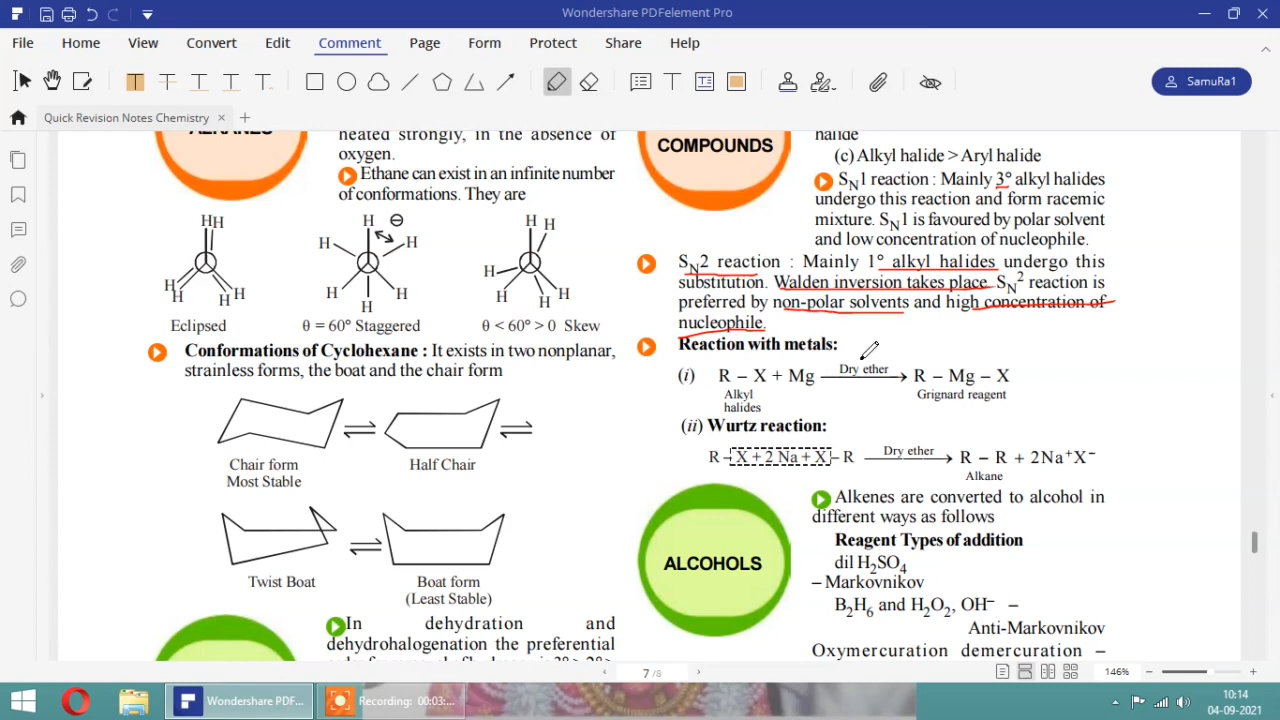 Wondershare PDFelement Pro
File Home View Convert Edit Comment Page Form Protect Share Help
SamuRa1
Quick Revision Notes Chemistry
ALKANES
heated strongly, in the absence of
oxygen.
Ethane can exist in an infinite number
of conformations. They are
H H H ⊖ H H
H H H
H H H H H H H H H H
Eclipsed
θ = 60º Staggered
θ < 60º > 0 Skew
Conformations of Cyclohexane : It exists in two nonplanar,
strainless forms, the boat and the chair form
Chair form
Most Stable
Half Chair
Twist Boat
Boat form
(Least Stable)
In dehydration and
dehydrohalogenation the preferential
COMPOUNDS
halide
(c) Alkyl halide > Aryl halide
SN1 reaction : Mainly 3° alkyl halides
undergo this reaction and form racemic
mixture. SN1 is favoured by polar solvent
and low concentration of nucleophile.
SN2 reaction : Mainly 1° alkyl halides undergo this
substitution. Walden inversion takes place. SN2 reaction is
preferred by non-polar solvents and high concentration of
nucleophile.
Reaction with metals:
(i) R – X + Mg Dry ether R – Mg – X
Alkyl
halides
Grignard reagent
(ii) Wurtz reaction:
R – X + 2 Na + X – R Dry ether R – R + 2Na+X–
Alkane
ALCOHOLS
Alkenes are converted to alcohol in
different ways as follows
Reagent Types of addition
dil H2SO4
– Markovnikov
B2H6 and H2O2, OH– –
Anti-Markovnikov
Oxymercuration demercuration –
7 /8
146%
Wondershare PDF...
Recording: 00:03:...
10:14
04-09-2021